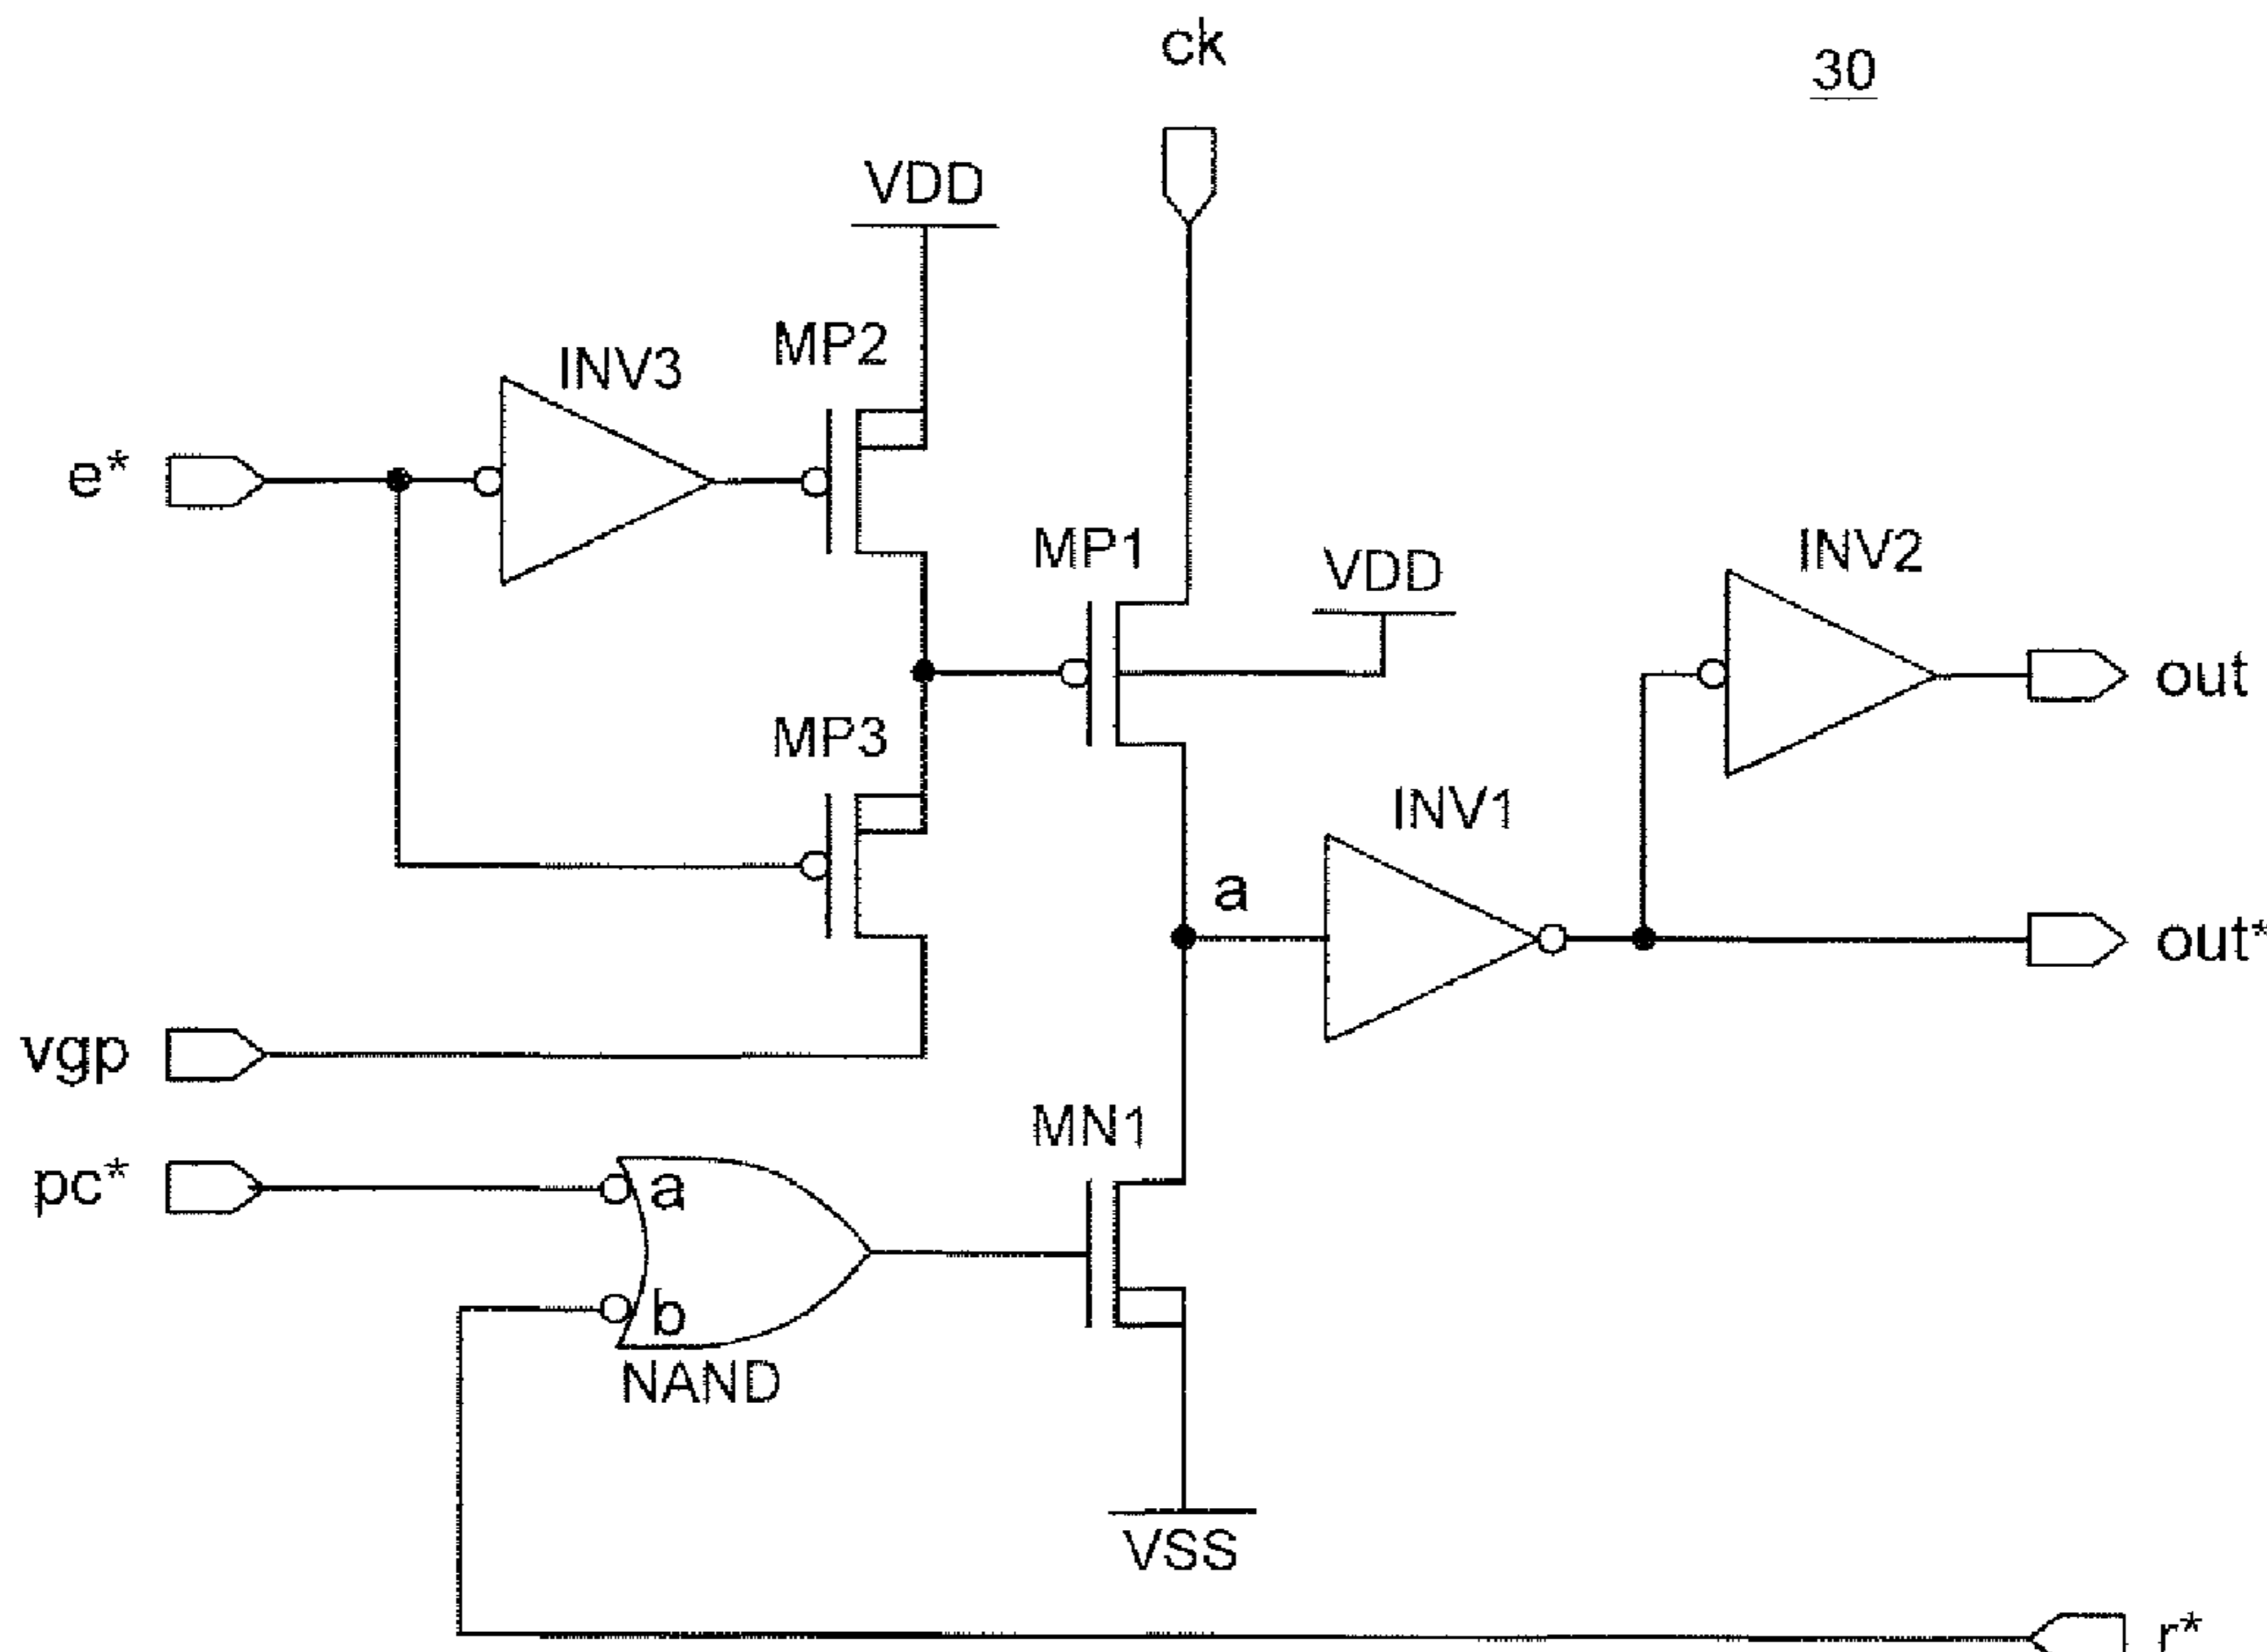 ck
30
VDD
MP2
INV3
e*
MP1
VDD
INV2
out
MP3
INV1
a
out*
vgp
MN1
pc*
a
b
NAND
VSS
r*